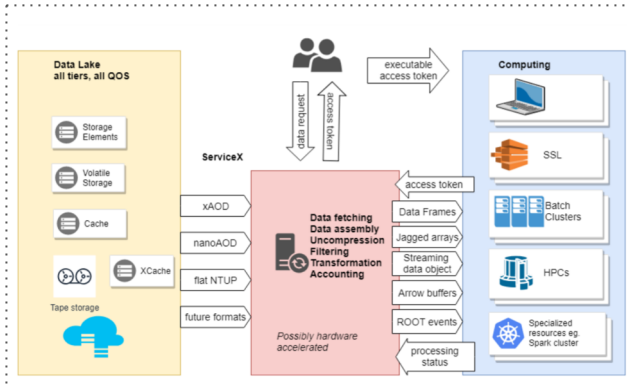 Data Lake
all tiers, all QOS
Storage
Elements
Volatile
Storage
Cache
XCache
Tape storage
ServiceX
xAOD
nanoAOD
flat NTUP
future formats
data request
access token
executable
access token
Data fetching
Data assembly
Uncompression
Filtering
Transformation
Accounting
Possibly hardware
accelerated
access token
Data Frames
Jagged arrays
Streaming
data object
Arrow buffers
ROOT events
processing
status
Computing
SSL
Batch
Clusters
HPCs
Specialized
resources eg.
Spark cluster